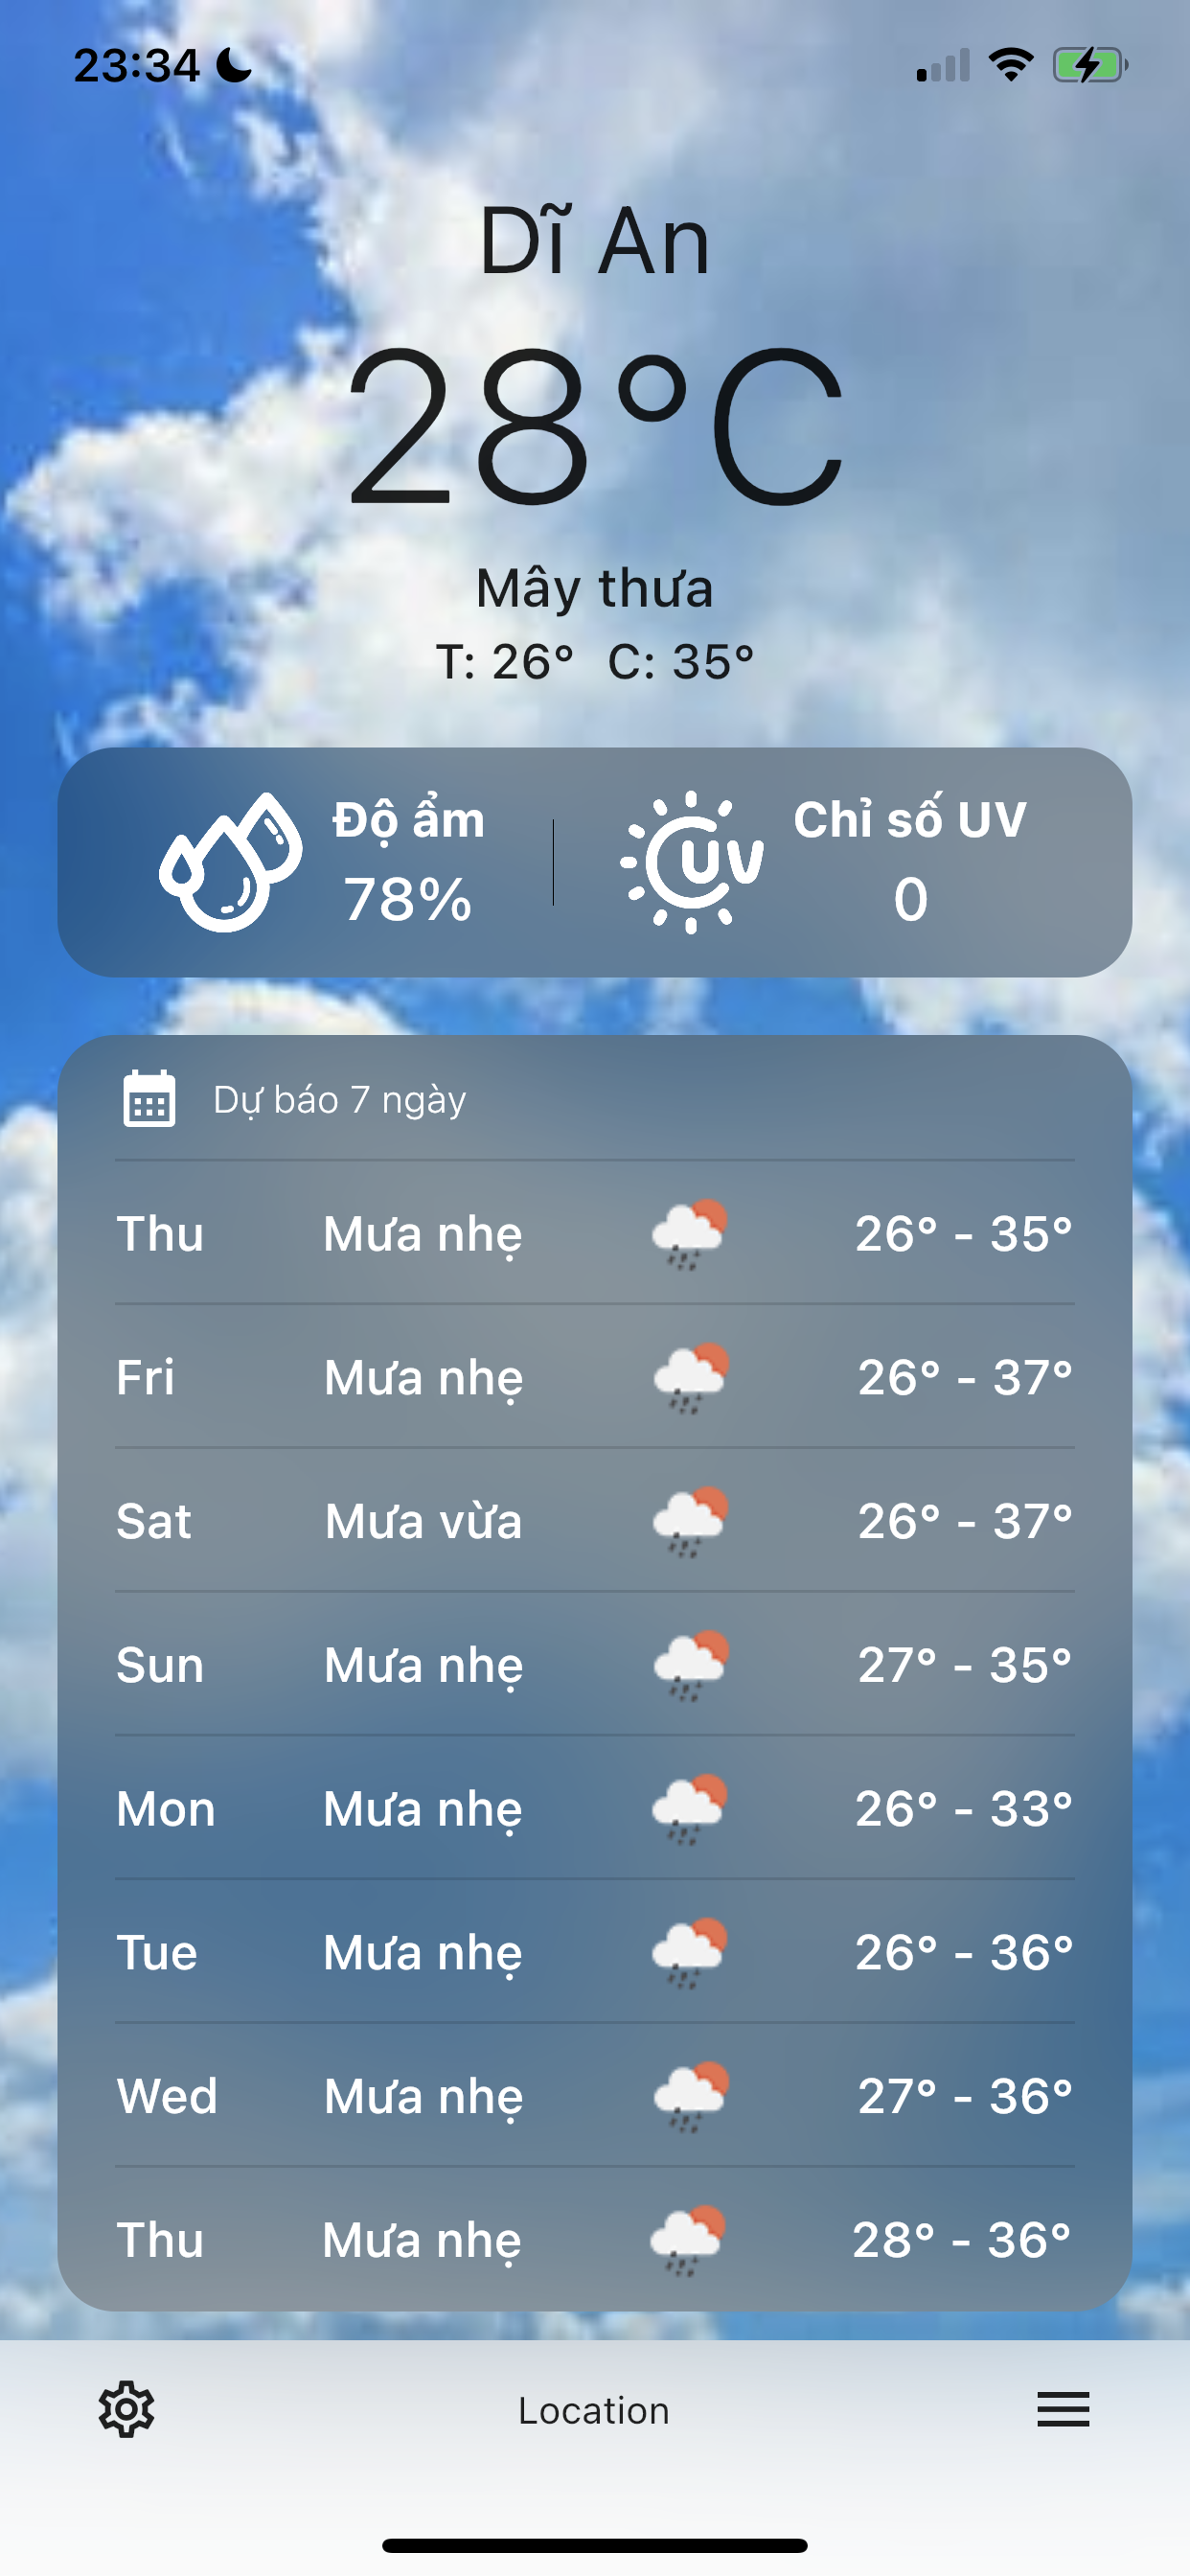 23:34
Dĩ An
28°C
Mây thưa
T: 26° C: 35°
Độ ẩm
78%
UV
Chỉ số UV
0
Dự báo 7 ngày
Thu Mưa nhẹ 26° - 35°
Fri Mưa nhẹ 26° - 37°
Sat Mưa vừa 26° - 37°
Sun Mưa nhẹ 27° - 35°
Mon Mưa nhẹ 26° - 33°
Tue Mưa nhẹ 26° - 36°
Wed Mưa nhẹ 27° - 36°
Thu Mưa nhẹ 28° - 36°
Location